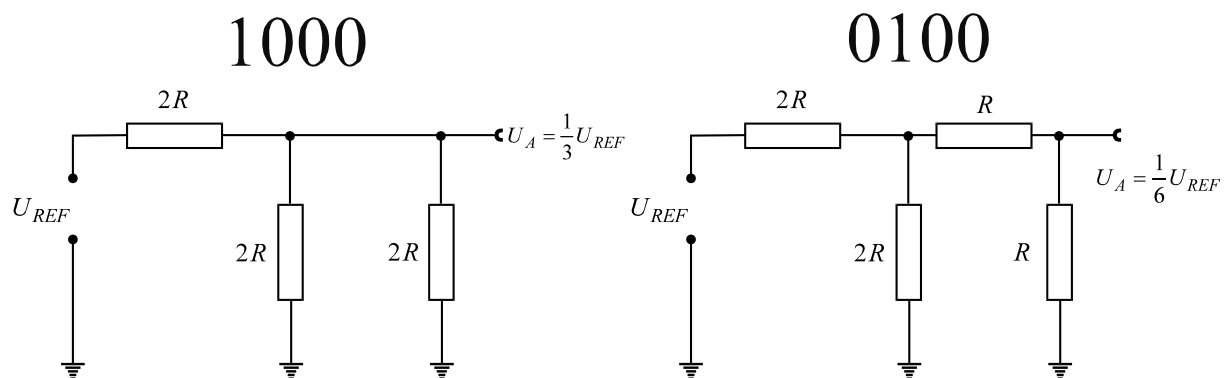 1000
2R
U_A = 1/3 U_REF
U_REF
2R
2R
0100
2R
R
U_A = 1/6 U_REF
U_REF
2R
R